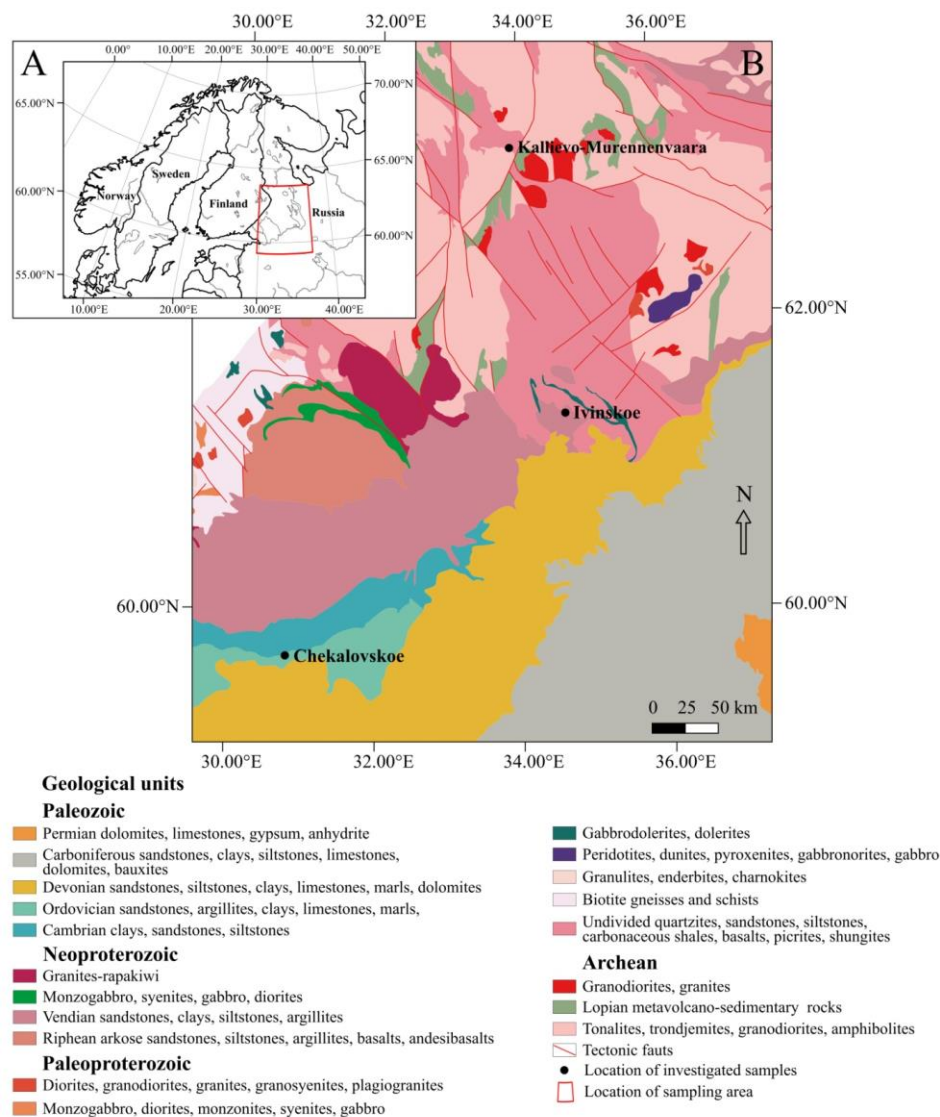 30.00°E 32.00°E 34.00°E 36.00°E
A
0.00° 10.00°E 20.00°E 30.00°E 40.00°E 50.00°E
65.00°N
60.00°N
55.00°N
70.00°N
65.00°N
60.00°N
Norway
Sweden
Finland
Russia
10.00°E 20.00°E 30.00°E 40.00°E
B
Kallievo-Murennenvaara
62.00°N
Ivinskoe
N
60.00°N 60.00°N
Chekalovskoe
0 25 50 km
30.00°E 32.00°E 34.00°E 36.00°E
Geological units
Paleozoic
Permian dolomites, limestones, gypsum, anhydrite
Carboniferous sandstones, clays, siltstones, limestones,
dolomites, bauxites
Devonian sandstones, siltstones, clays, limestones, marls, dolomites
Ordovician sandstones, argillites, clays, limestones, marls,
Cambrian clays, sandstones, siltstones
Neoproterozoic
Granites-rapakiwi
Monzogabbro, syenites, gabbro, diorites
Vendian sandstones, clays, siltstones, argillites
Riphean arkose sandstones, siltstones, argillites, basalts, andesibasalts
Paleoproterozoic
Diorites, granodiorites, granites, granosyenites, plagiogranites
Monzogabbro, diorites, monzonites, syenites, gabbro
Gabbrodolerites, dolerites
Peridotites, dunites, pyroxenites, gabbronorites, gabbro
Granulites, enderbites, charnokites
Biotite gneisses and schists
Undivided quartzites, sandstones, siltstones,
carbonaceous shales, basalts, picrites, shungites
Archean
Granodiorites, granites
Lopian metavolcano-sedimentary rocks
Tonalites, trondjemites, granodiorites, amphibolites
Tectonic fauts
Location of investigated samples
Location of sampling area